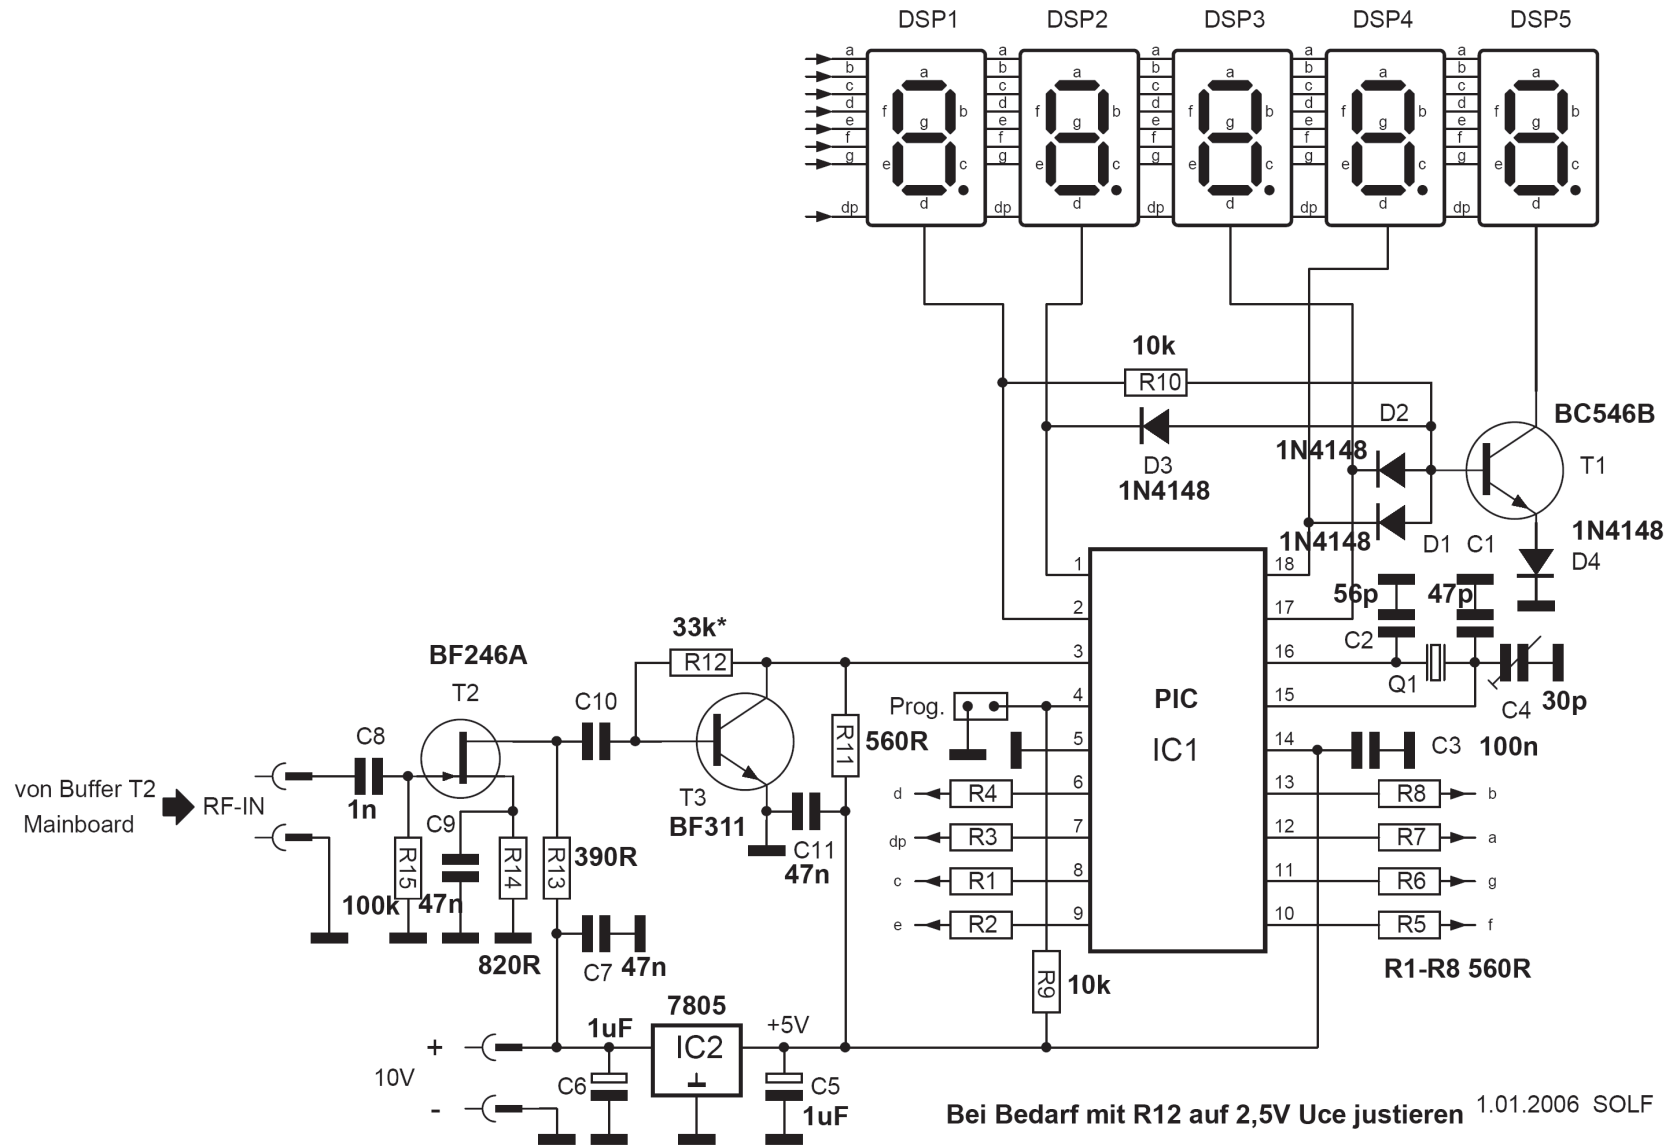 DSP1 DSP2 DSP3 DSP4 DSP5
a a a a a
b b b b b
c c c c c
d d d d d
e e e e e
f f f f f
g g g g g
dp dp dp dp dp
a a a a a
f b f b f b f b f b
g g g g g
e c e c e c e c e c
d d d d d
10k
R10
D2
BC546B
1N4148
T1
D3
1N4148
1N4148
D1 C1
1N4148
D4
1 18
56p 47p
2 17
C2
33k*
R12
3 16
Q1
30p
C4
BF246A
T2
C10
Prog.
4 15
PIC
IC1
R11
560R
C8
5 14
C3 100n
von Buffer T2
Mainboard
RF-IN
1n
T3
BF311
d R4 6 13 R8 b
C9
dp R3 7 12 R7 a
C11
47n
R15
R14
R13
390R
c R1 8 11 R6 g
100k 47n
e R2 9 10 R5 f
820R
C7 47n
R1-R8 560R
R9
10k
7805
1uF
IC2
+5V
+
10V
-
C6
C5
1uF
Bei Bedarf mit R12 auf 2,5V Uce justieren
1.01.2006 SOLF